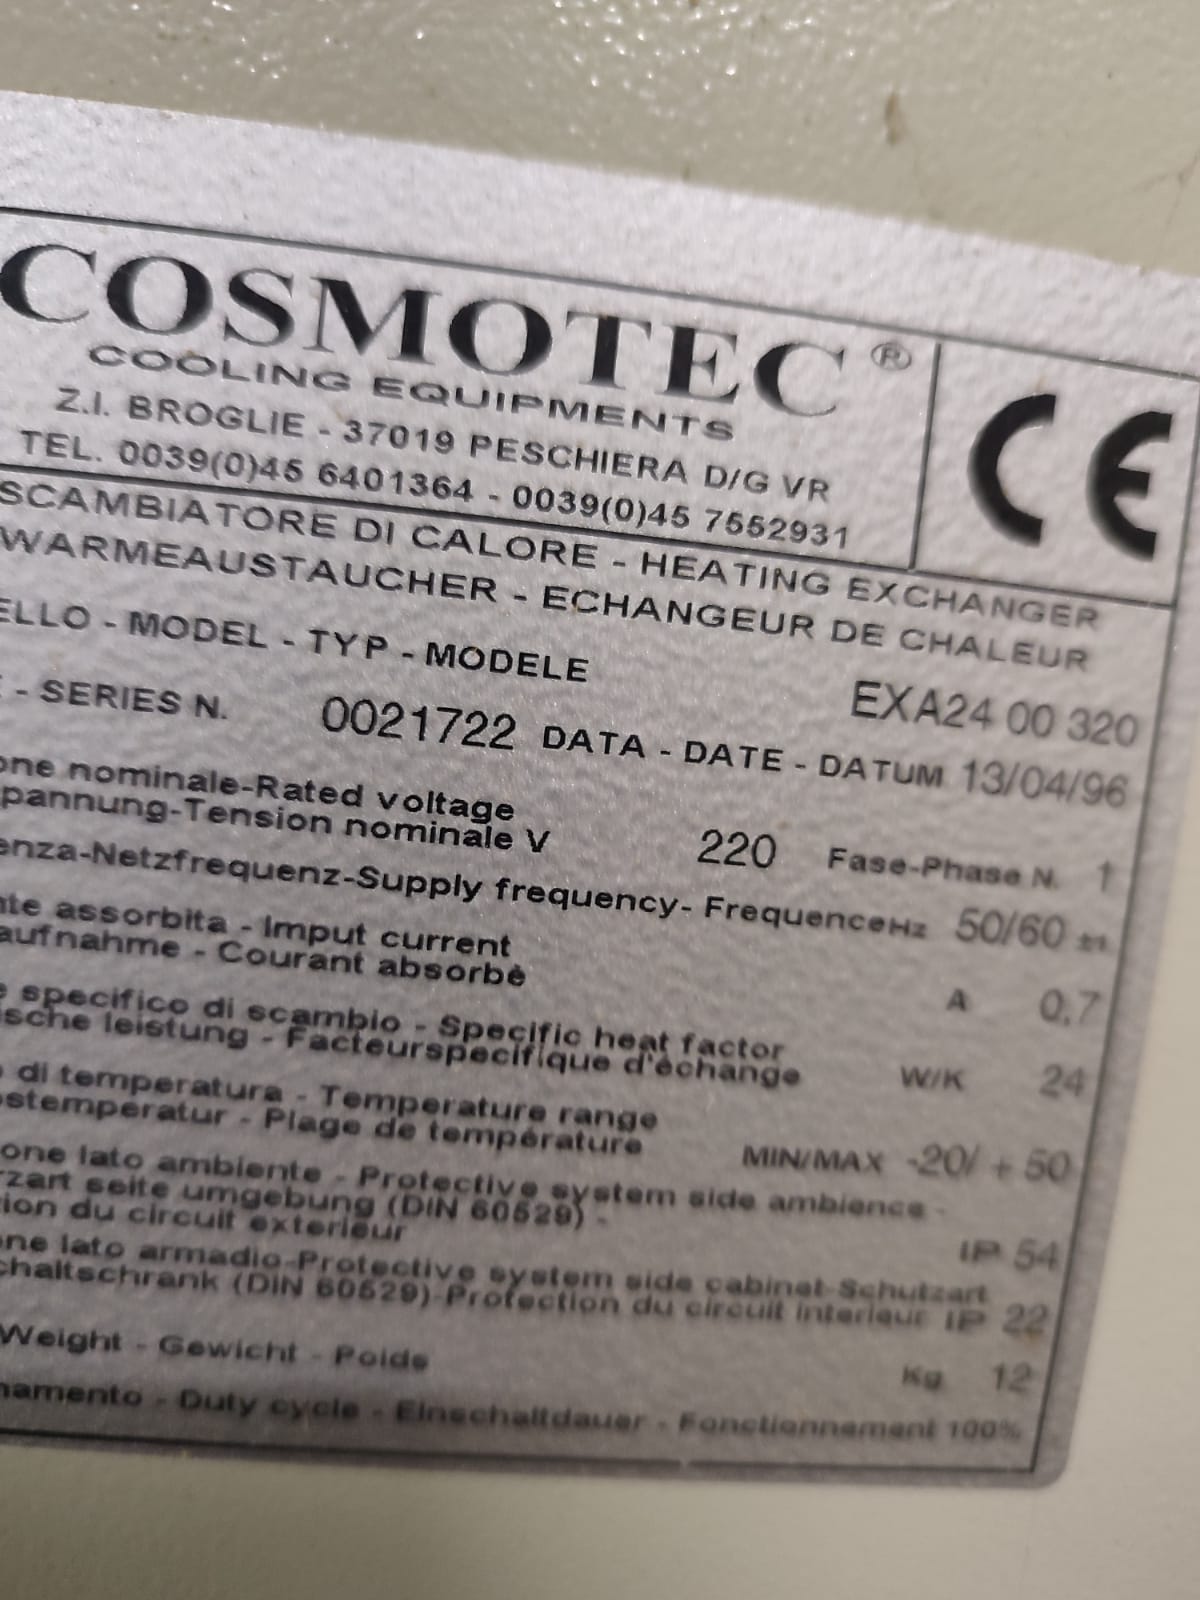 COSMOTEC ®
COOLING EQUIPMENTS
Z.I. BROGLIE - 37019 PESCHIERA D/G VR
TEL. 0039(0)45 6401364 - 0039(0)45 7552931
CE
SCAMBIATORE DI CALORE - HEATING EXCHANGER
WARMEAUSTAUCHER - ECHANGEUR DE CHALEUR
ELLO - MODEL - TYP - MODELE EXA24 00 320
- SERIES N. 0021722 DATA - DATE - DATUM 13/04/96
one nominale-Rated voltage
pannung-Tension nominale V 220 Fase-Phase N. 1
enza-Netzfrequenz-Supply frequency- FrequenceHz 50/60 ±1
nte assorbita - Imput current
aufnahme - Courant absorbè A 0,7
specifico di scambio - Specific heat factor
sche leistung - Facteurspecifique d'èchange W/K 24
di temperatura - Temperature range
stemperatur - Plage de tempèrature MIN/MAX -20/ + 50
one lato ambiente - Protective system side ambience -
zart seite umgebung (DIN 60529) -
ion du circuit exterieur IP 54
one lato armadio-Protective system side cabinet-Schutzart
chaltschrank (DIN 60529)-Protection du circuit interieur IP 22
Weight - Gewicht - Poids Kg 12
namento - Duty cycle - Einschaltdauer - Fonctionnement 100%